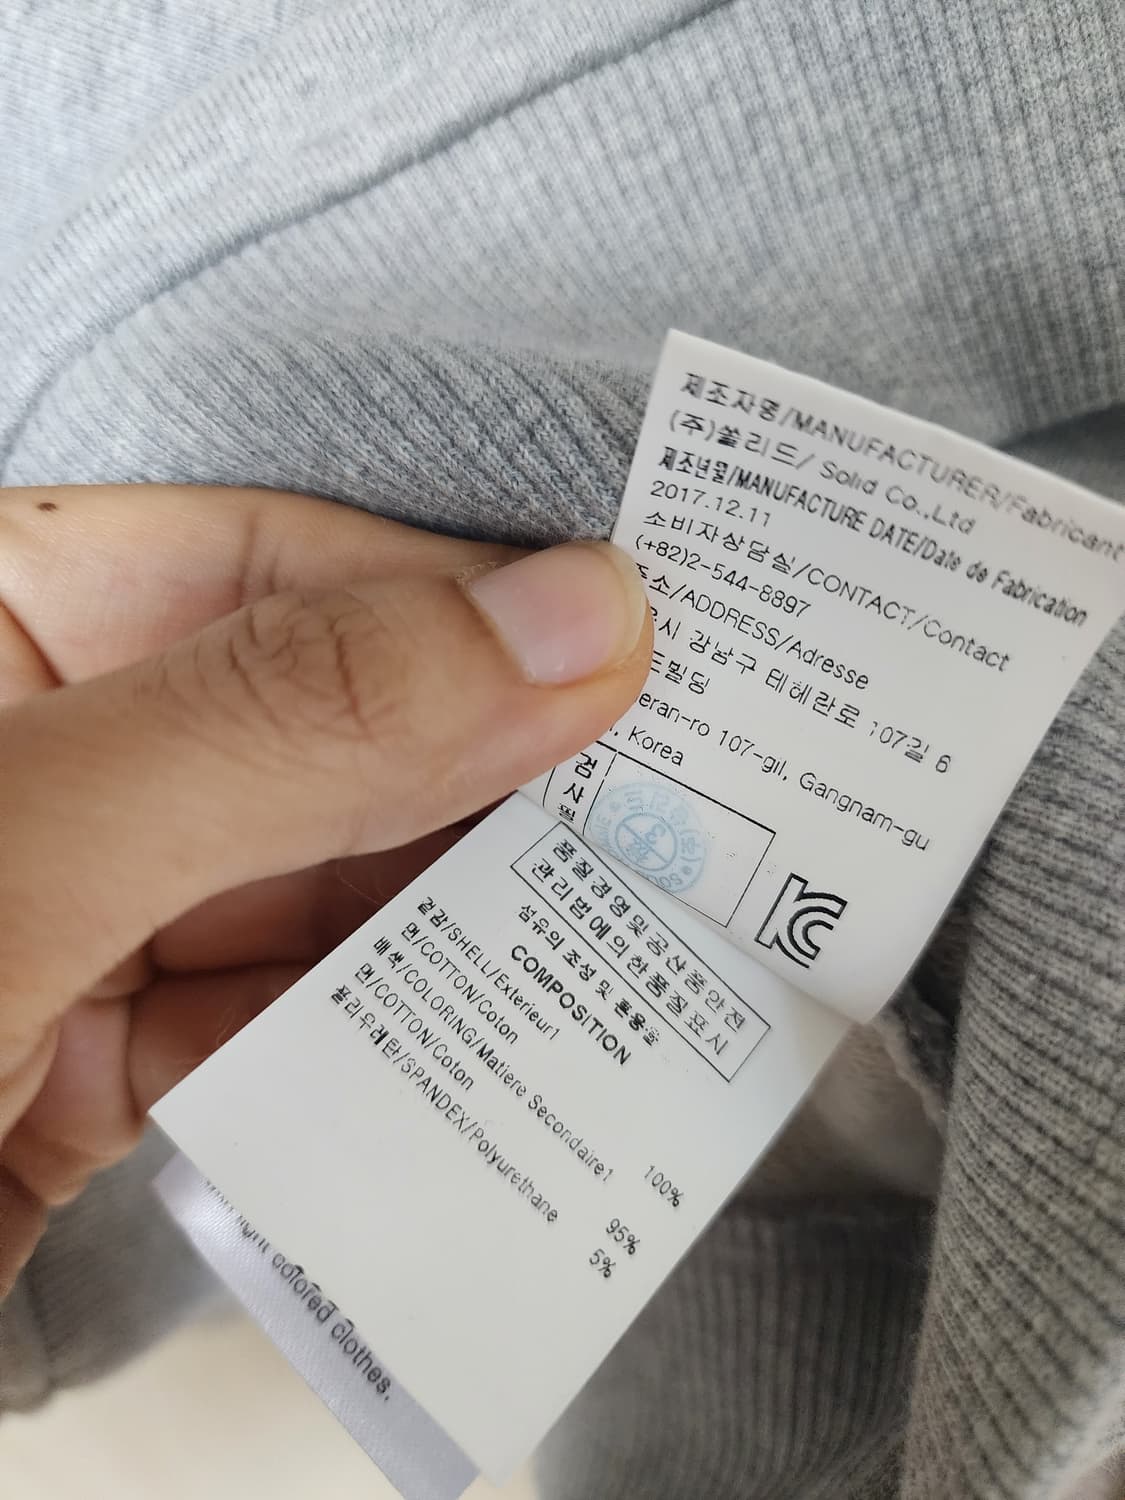 제조자명/MANUFACTURER/Fabricant
(주)쏠리드/ Solid Co.,Ltd
제조년월/MANUFACTURE DATE/Date de Fabrication
2017.12.11
소비자상담실/CONTACT/Contact
(+82)2-544-8897
주소/ADDRESS/Adresse
강남구 테헤란로 107길 6
드빌딩
eran-ro 107-gil, Gangnam-gu
, Korea
검사필
3
KC
품질경영및공산품안전
관리법에의한품질표시
섬유의 조성 및 혼용율
COMPOSITION
겉감/SHELL/Exterieur1
면/COTTON/Coton 100%
배색/COLORING/Matiere Secondaire1
면/COTTON/Coton 95%
폴리우레탄/SPANDEX/Polyurethane 5%
colored clothes.